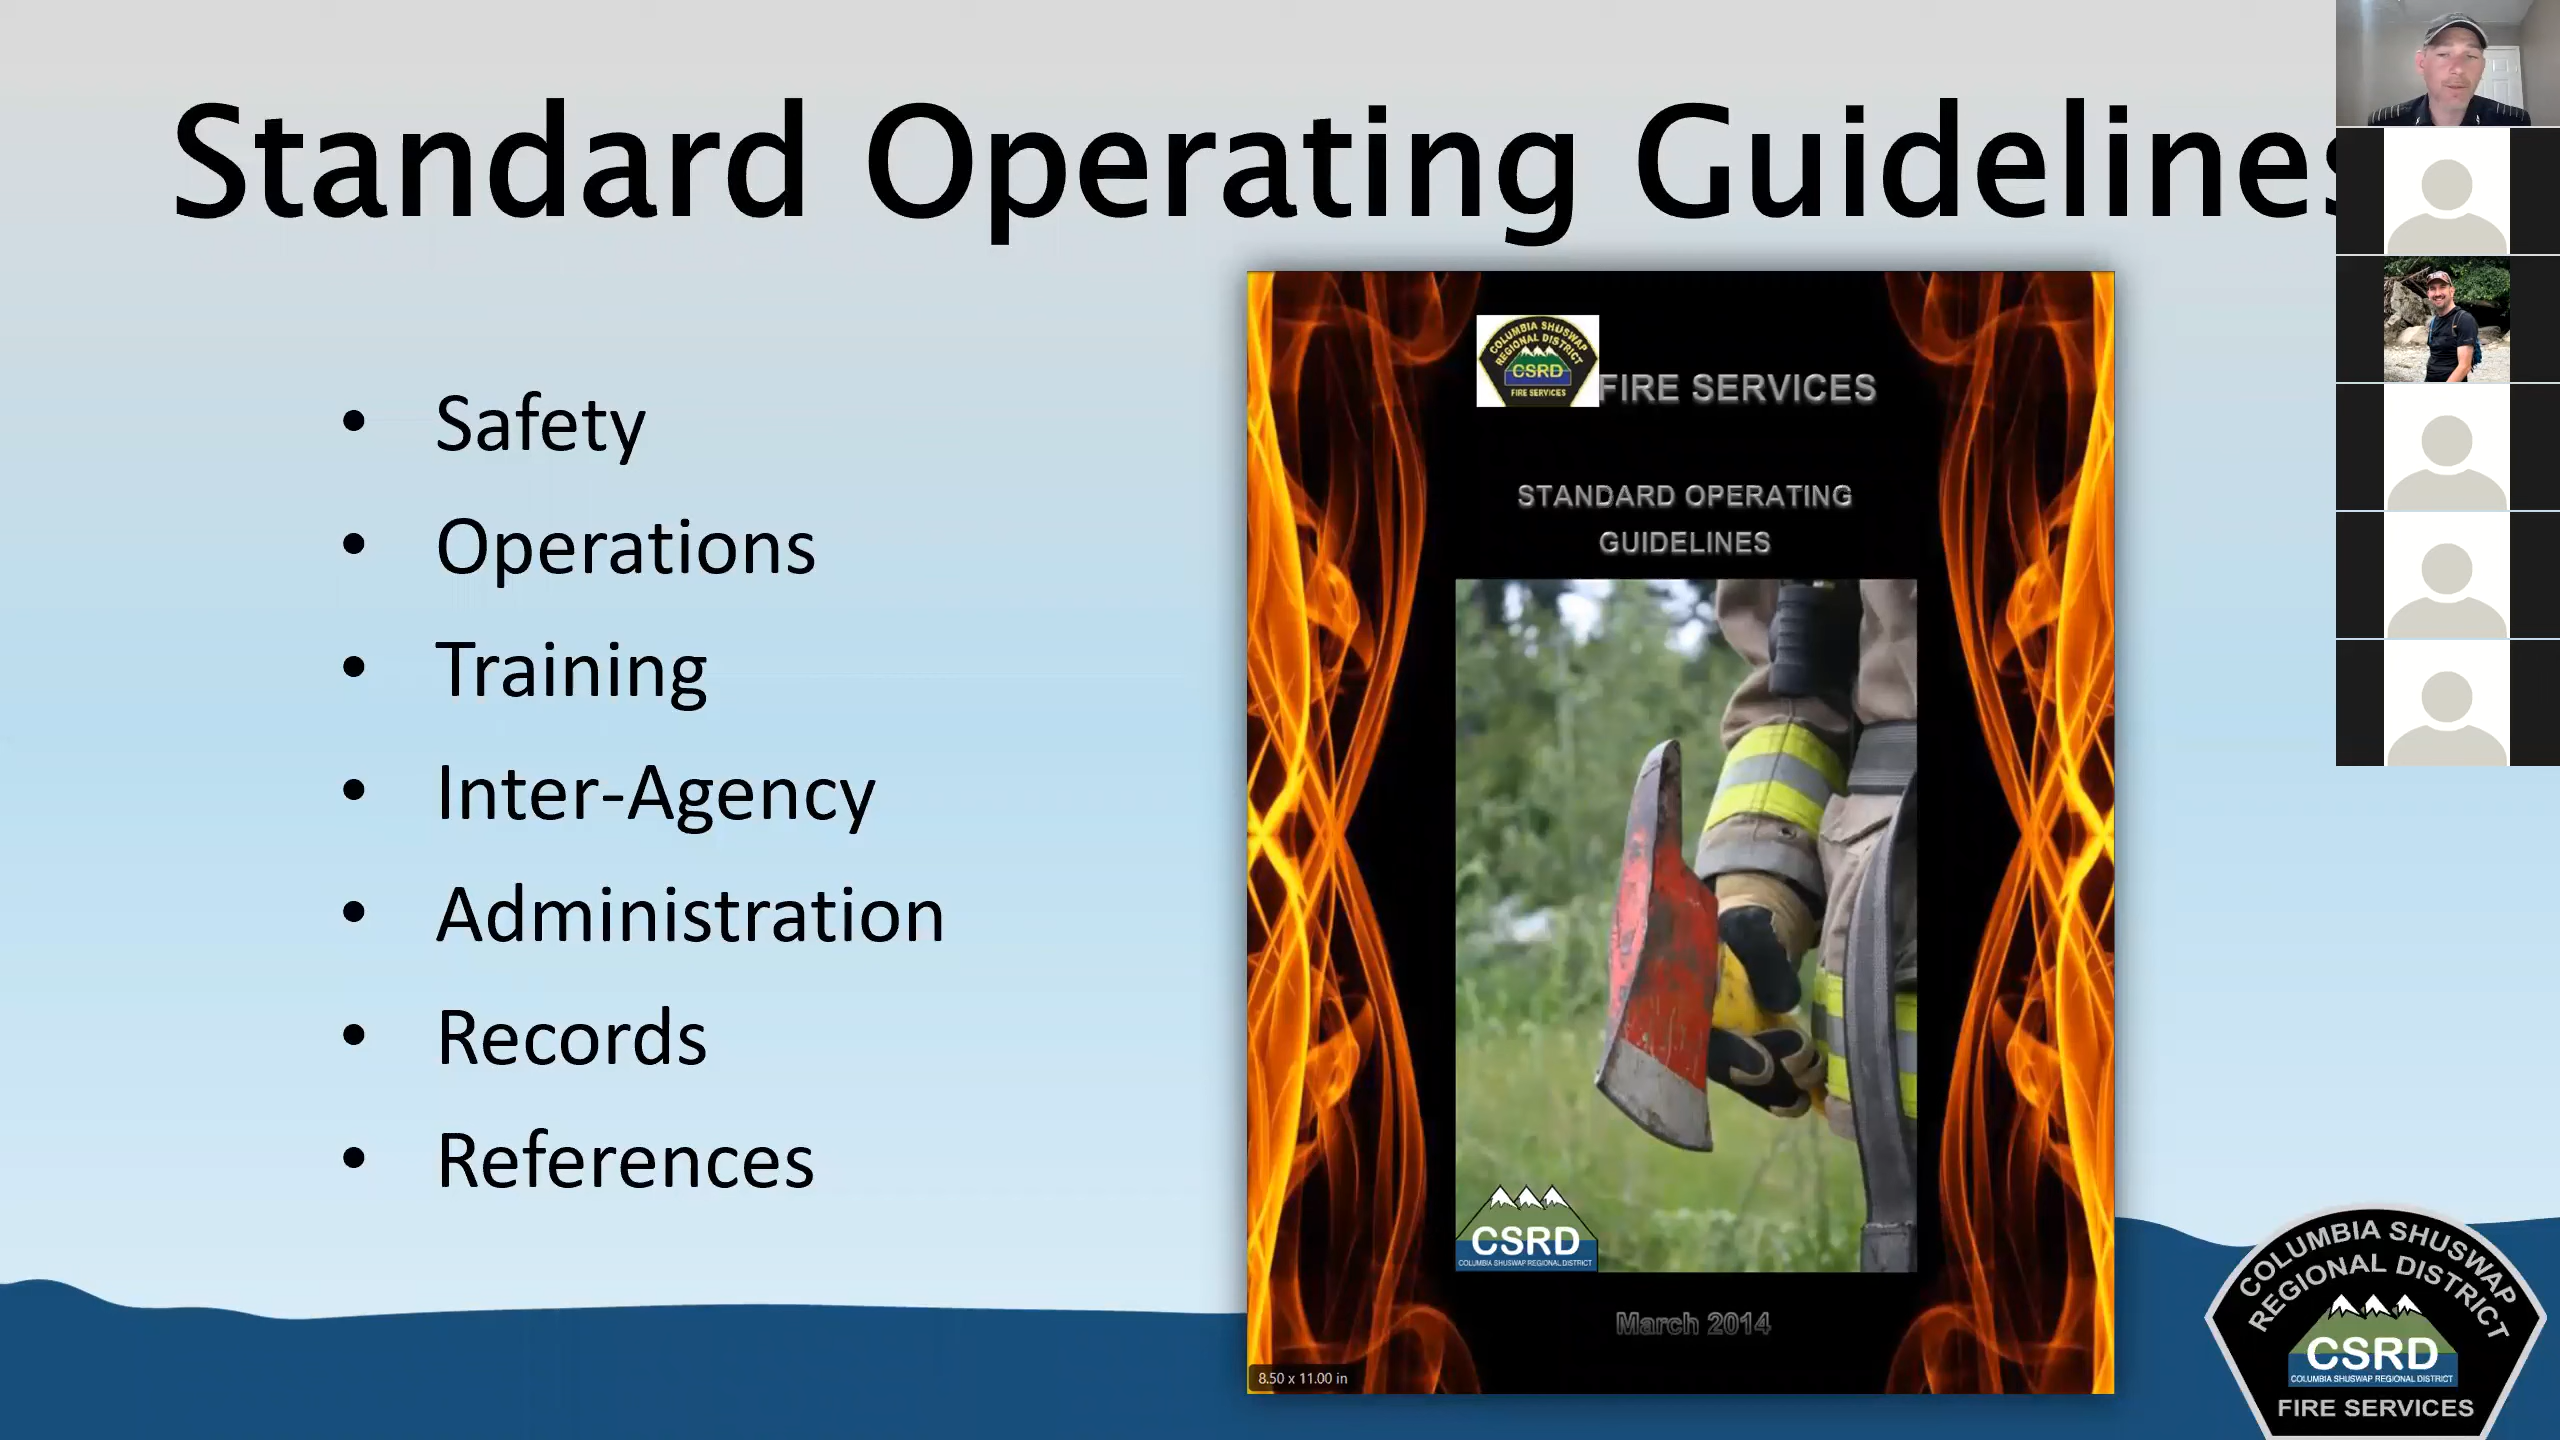 Standard Operating Guidelines
• Safety
• Operations
• Training
• Inter-Agency
• Administration
• Records
• References
COLUMBIA SHUSWAP
REGIONAL DISTRICT
CSRD
FIRE SERVICES
FIRE SERVICES
STANDARD OPERATING
GUIDELINES
CSRD
COLUMBIA SHUSWAP REGIONAL DISTRICT
March 2014
8.50 x 11.00 in
COLUMBIA SHUSWAP
REGIONAL DISTRICT
CSRD
COLUMBIA SHUSWAP REGIONAL DISTRICT
FIRE SERVICES